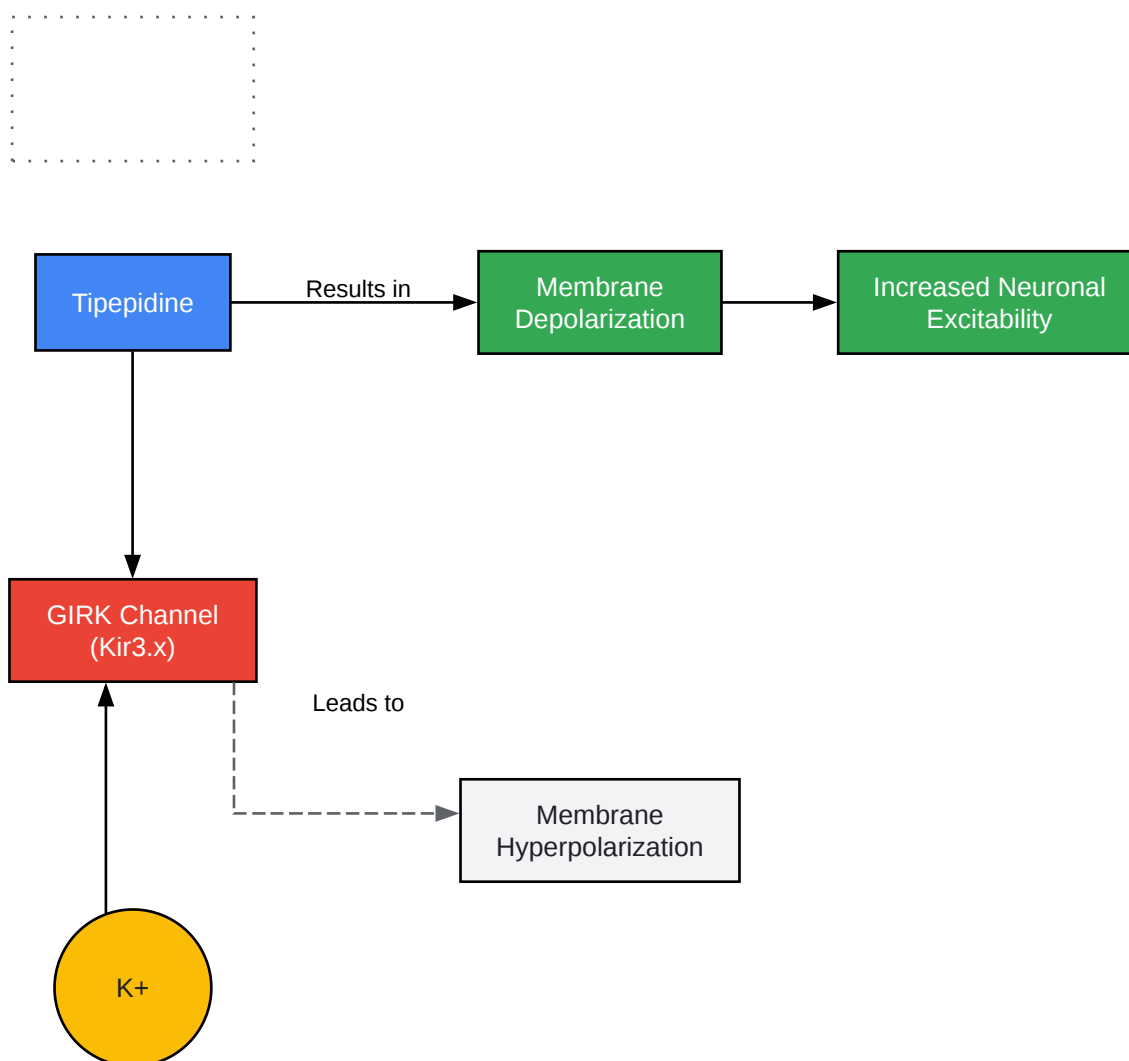 Tipepidine
Results in
Membrane
Depolarization
Increased Neuronal
Excitability
GIRK Channel
(Kir3.x)
Leads to
Membrane
Hyperpolarization
K+